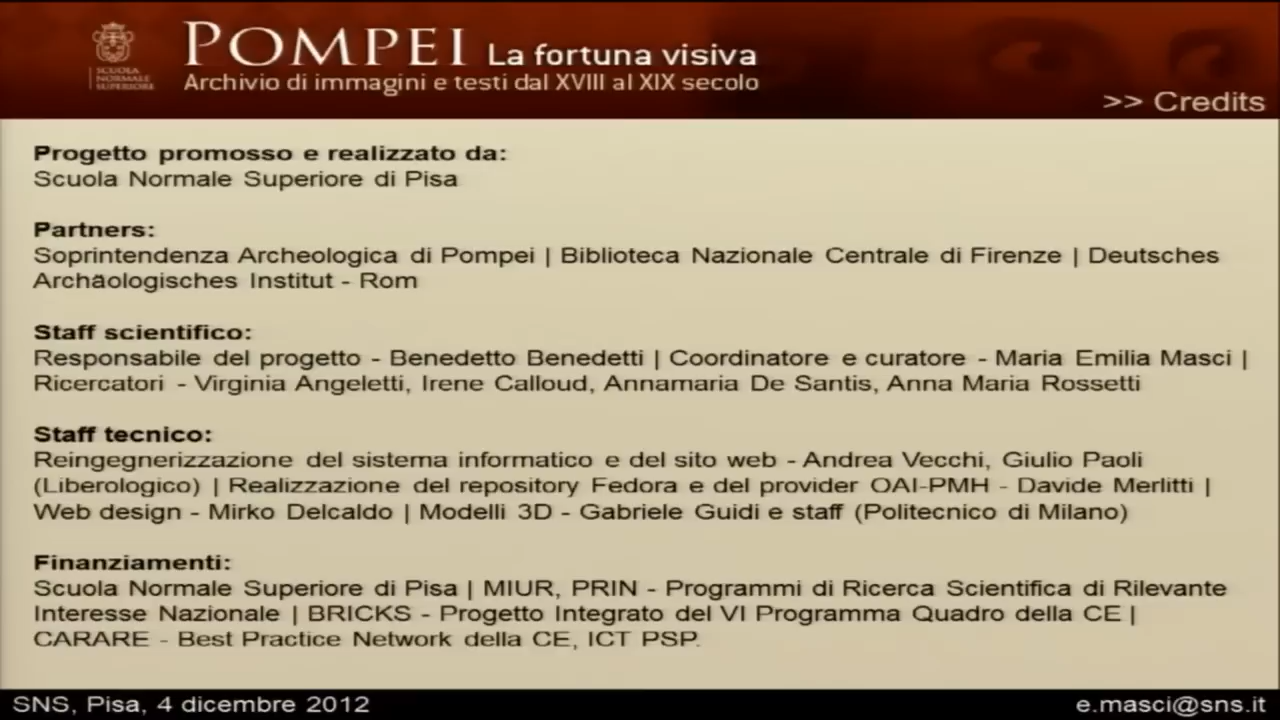 SCUOLA
NORMALE
SUPERIORE
POMPEI La fortuna visiva
Archivio di immagini e testi dal XVIII al XIX secolo
>> Credits
Progetto promosso e realizzato da:
Scuola Normale Superiore di Pisa
Partners:
Soprintendenza Archeologica di Pompei | Biblioteca Nazionale Centrale di Firenze | Deutsches
Archäologisches Institut - Rom
Staff scientifico:
Responsabile del progetto - Benedetto Benedetti | Coordinatore e curatore - Maria Emilia Masci |
Ricercatori - Virginia Angeletti, Irene Calloud, Annamaria De Santis, Anna Maria Rossetti
Staff tecnico:
Reingegnerizzazione del sistema informatico e del sito web - Andrea Vecchi, Giulio Paoli
(Liberologico) | Realizzazione del repository Fedora e del provider OAI-PMH - Davide Merlitti |
Web design - Mirko Delcaldo | Modelli 3D - Gabriele Guidi e staff (Politecnico di Milano)
Finanziamenti:
Scuola Normale Superiore di Pisa | MIUR, PRIN - Programmi di Ricerca Scientifica di Rilevante
Interesse Nazionale | BRICKS - Progetto Integrato del VI Programma Quadro della CE |
CARARE - Best Practice Network della CE, ICT PSP.
SNS, Pisa, 4 dicembre 2012
e.masci@sns.it